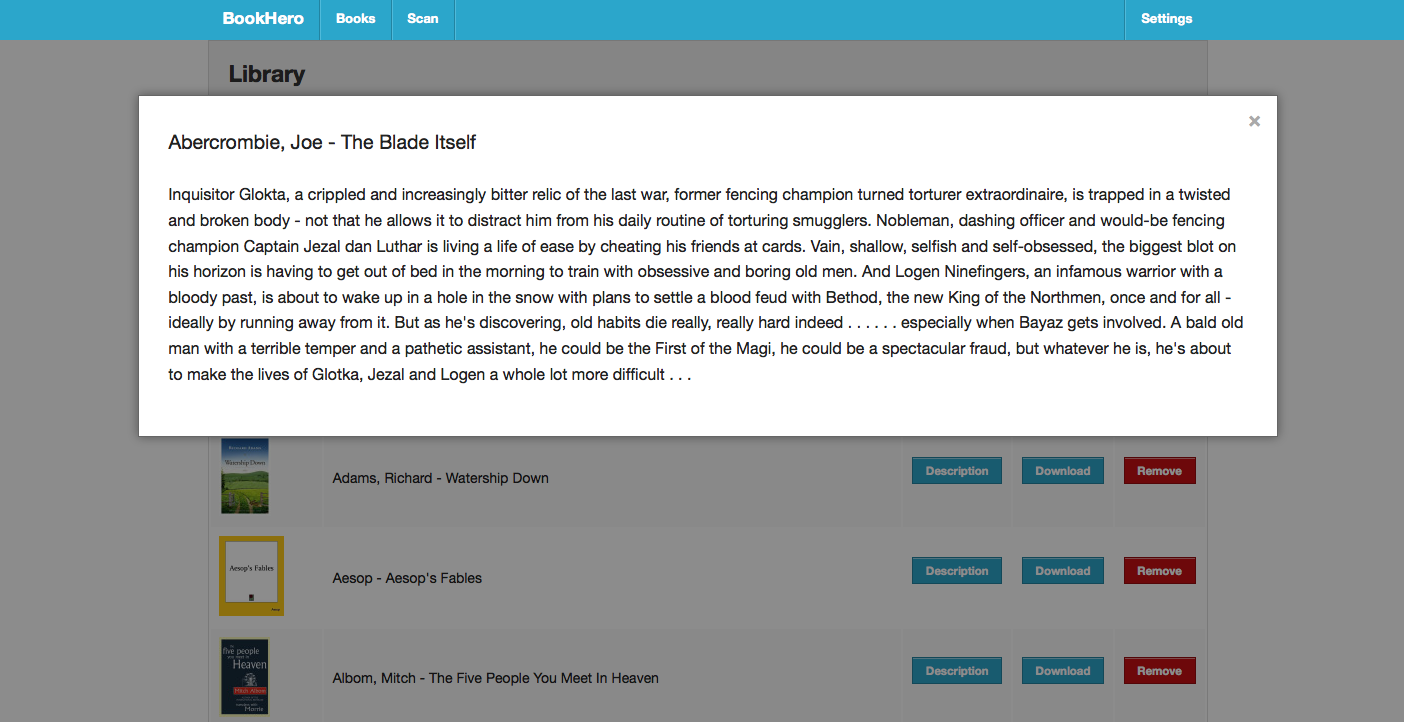 BookHero Books Scan Settings
Library
×
Abercrombie, Joe - The Blade Itself
Inquisitor Glokta, a crippled and increasingly bitter relic of the last war, former fencing champion turned torturer extraordinaire, is trapped in a twisted
and broken body - not that he allows it to distract him from his daily routine of torturing smugglers. Nobleman, dashing officer and would-be fencing
champion Captain Jezal dan Luthar is living a life of ease by cheating his friends at cards. Vain, shallow, selfish and self-obsessed, the biggest blot on
his horizon is having to get out of bed in the morning to train with obsessive and boring old men. And Logen Ninefingers, an infamous warrior with a
bloody past, is about to wake up in a hole in the snow with plans to settle a blood feud with Bethod, the new King of the Northmen, once and for all -
ideally by running away from it. But as he's discovering, old habits die really, really hard indeed . . . . . . especially when Bayaz gets involved. A bald old
man with a terrible temper and a pathetic assistant, he could be the First of the Magi, he could be a spectacular fraud, but whatever he is, he's about
to make the lives of Glotka, Jezal and Logen a whole lot more difficult . . .
Richard Adams
Watership Down
Adams, Richard - Watership Down
Description Download Remove
Aesop's Fables
Aesop - Aesop's Fables
Description Download Remove
five people
you meet in
Heaven
Mitch Albom
Morrie
Albom, Mitch - The Five People You Meet In Heaven
Description Download Remove